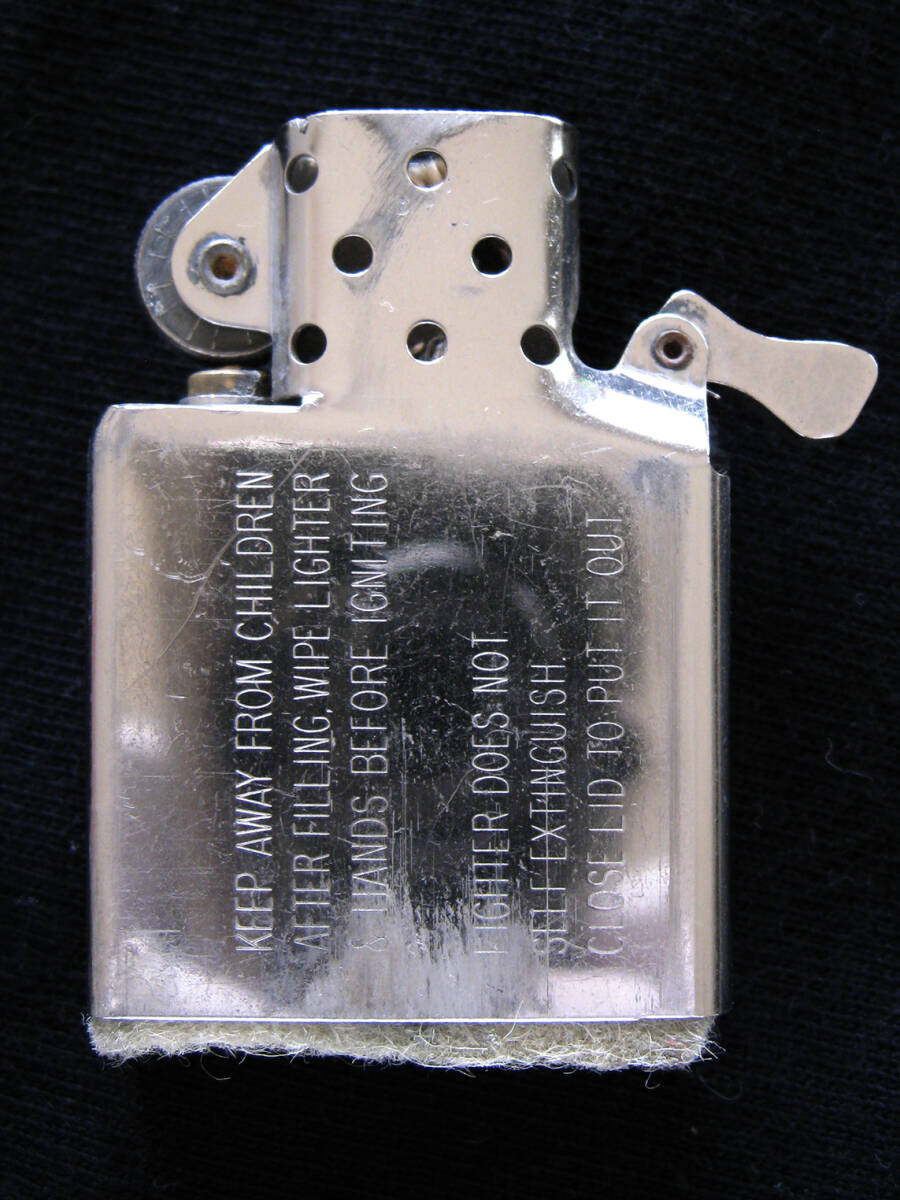 KEEP AWAY FROM CHILDREN
AFTER FILLING, WIPE LIGHTER
& HANDS BEFORE IGNITING
LIGHTER DOES NOT
SELF EXTINGUISH.
CLOSE LID TO PUT IT OUT